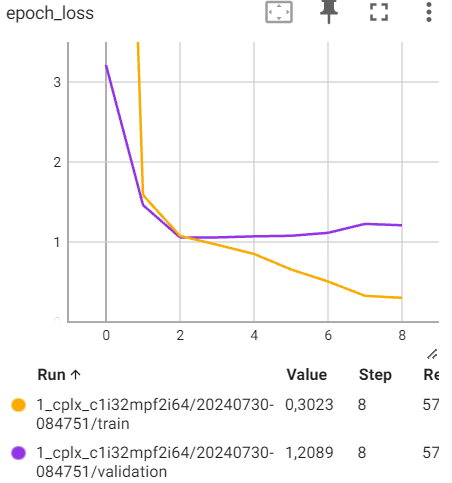 epoch_loss
3
2
1
0 2 4 6 8
Run ↑ Value Step Re
1_cplx_c1i32mpf2i64/20240730- 0,3023 8 57
084751/train
1_cplx_c1i32mpf2i64/20240730- 1,2089 8 57
084751/validation